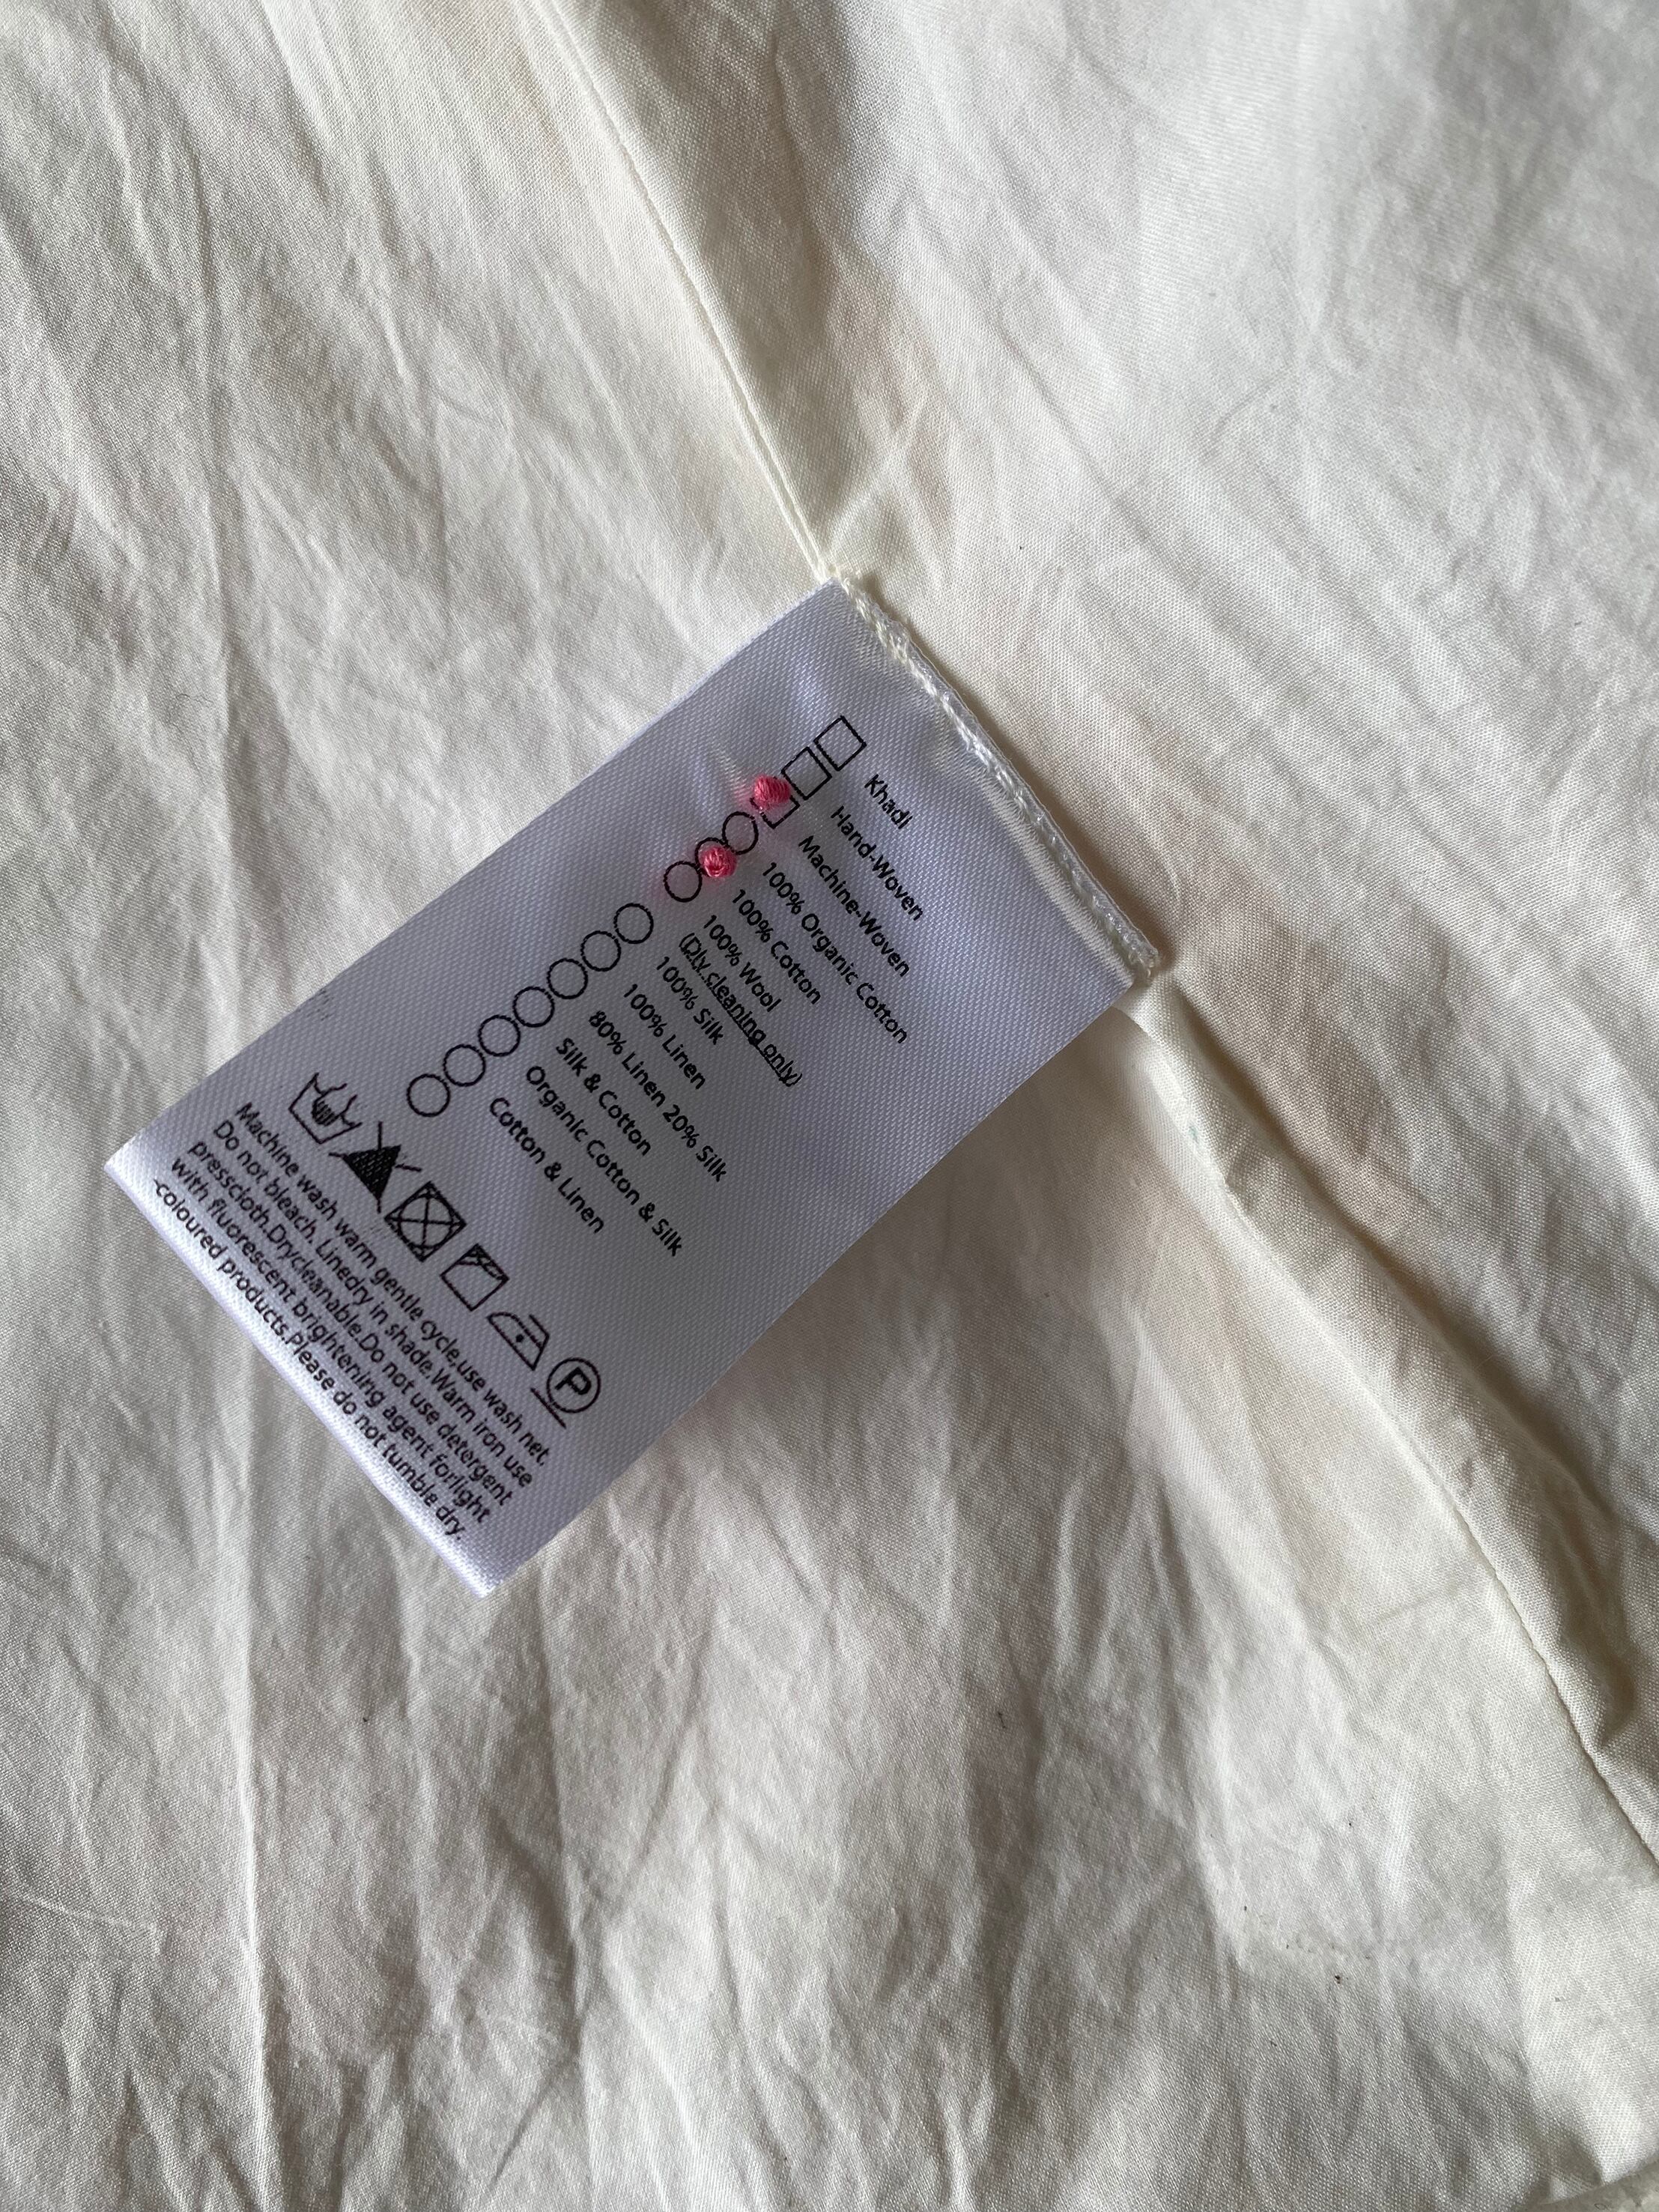 Khadi
Hand-Woven
Machine-Woven
100% Organic Cotton
100% Cotton
100% Wool
(Dly cleaning only)
100% Silk
100% Linen
80% Linen 20% Silk
Silk & Cotton
Organic Cotton & Silk
Cotton & Linen
P
Machine wash warm gentle cycle,use wash net.
Do not bleach. Linedry in shade.Warm iron use
presscloth.Drycleanable.Do not use detergent
with fluorescent brightening agent forlight
-coloured products.Please do not tumble dry.